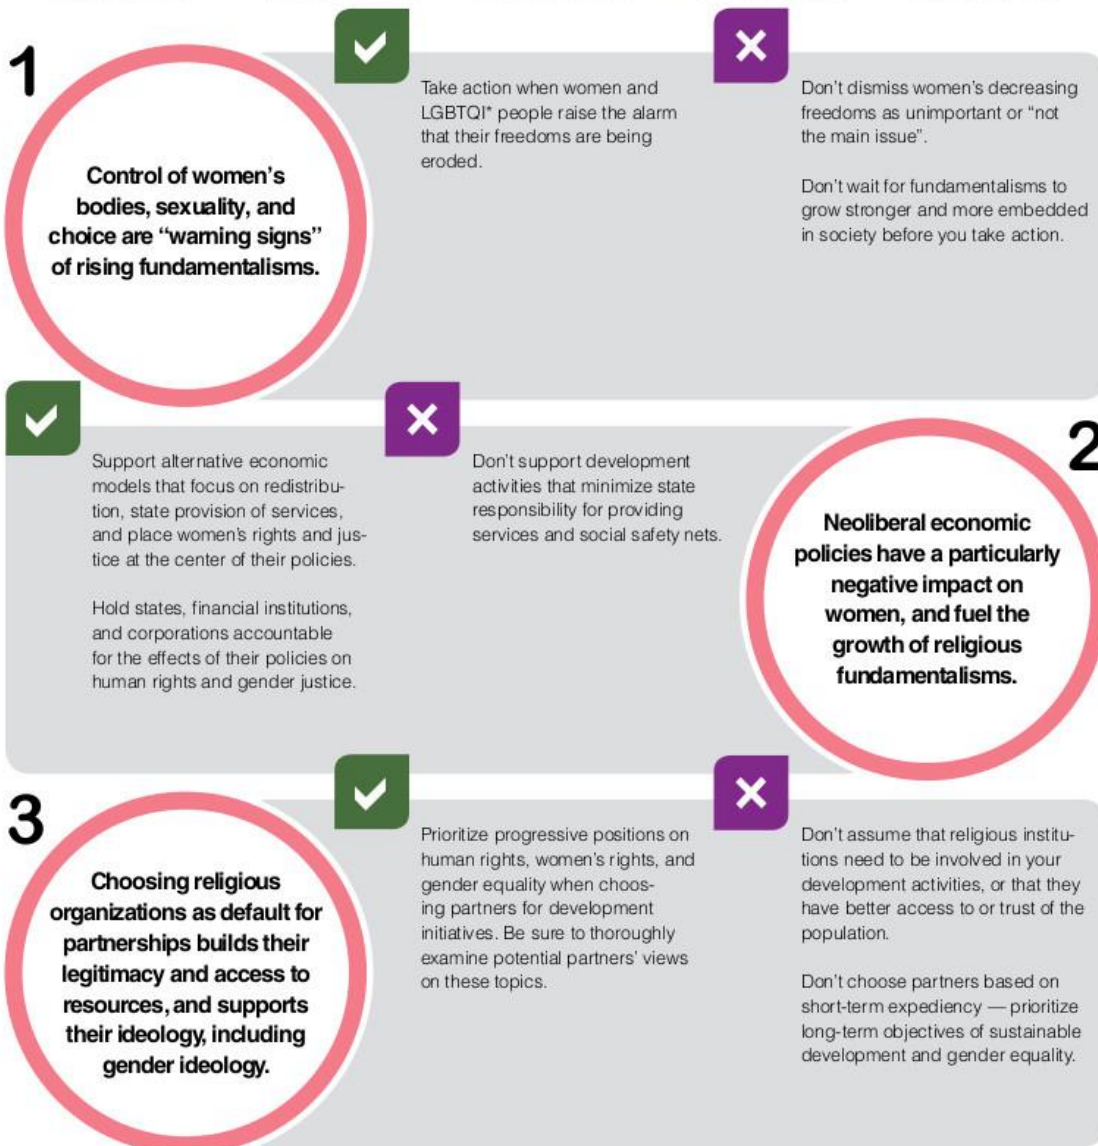 1
Control of women's
bodies, sexuality, and
choice are “warning signs”
of rising fundamentalisms.
Take action when women and
LGBTQI* people raise the alarm
that their freedoms are being
eroded.
Don't dismiss women's decreasing
freedoms as unimportant or “not
the main issue”.
Don't wait for fundamentalisms to
grow stronger and more embedded
in society before you take action.
Support alternative economic
models that focus on redistribu-
tion, state provision of services,
and place women's rights and jus-
tice at the center of their policies.
Hold states, financial institutions,
and corporations accountable
for the effects of their policies on
human rights and gender justice.
Don't support development
activities that minimize state
responsibility for providing
services and social safety nets.
2
Neoliberal economic
policies have a particularly
negative impact on
women, and fuel the
growth of religious
fundamentalisms.
3
Choosing religious
organizations as default for
partnerships builds their
legitimacy and access to
resources, and supports
their ideology, including
gender ideology.
Prioritize progressive positions on
human rights, women's rights, and
gender equality when choos-
ing partners for development
initiatives. Be sure to thoroughly
examine potential partners' views
on these topics.
Don't assume that religious institu-
tions need to be involved in your
development activities, or that they
have better access to or trust of the
population.
Don't choose partners based on
short-term expediency — prioritize
long-term objectives of sustainable
development and gender equality.